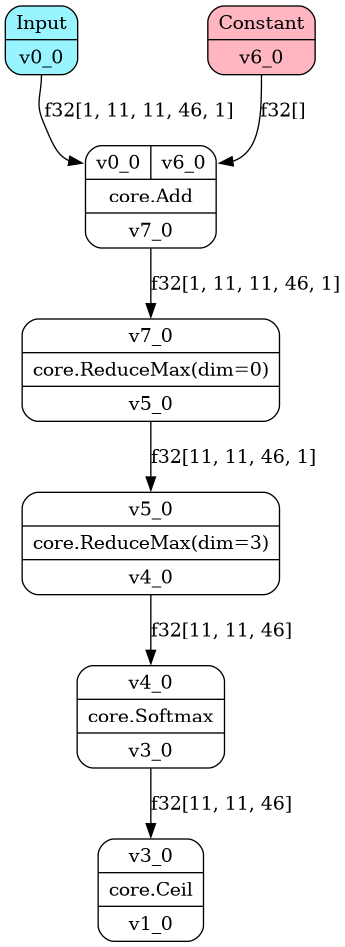 Input
v0_0
Constant
v6_0
f32[1, 11, 11, 46, 1]
f32[]
v0_0 v6_0
core.Add
v7_0
f32[1, 11, 11, 46, 1]
v7_0
core.ReduceMax(dim=0)
v5_0
f32[11, 11, 46, 1]
v5_0
core.ReduceMax(dim=3)
v4_0
f32[11, 11, 46]
v4_0
core.Softmax
v3_0
f32[11, 11, 46]
v3_0
core.Ceil
v1_0